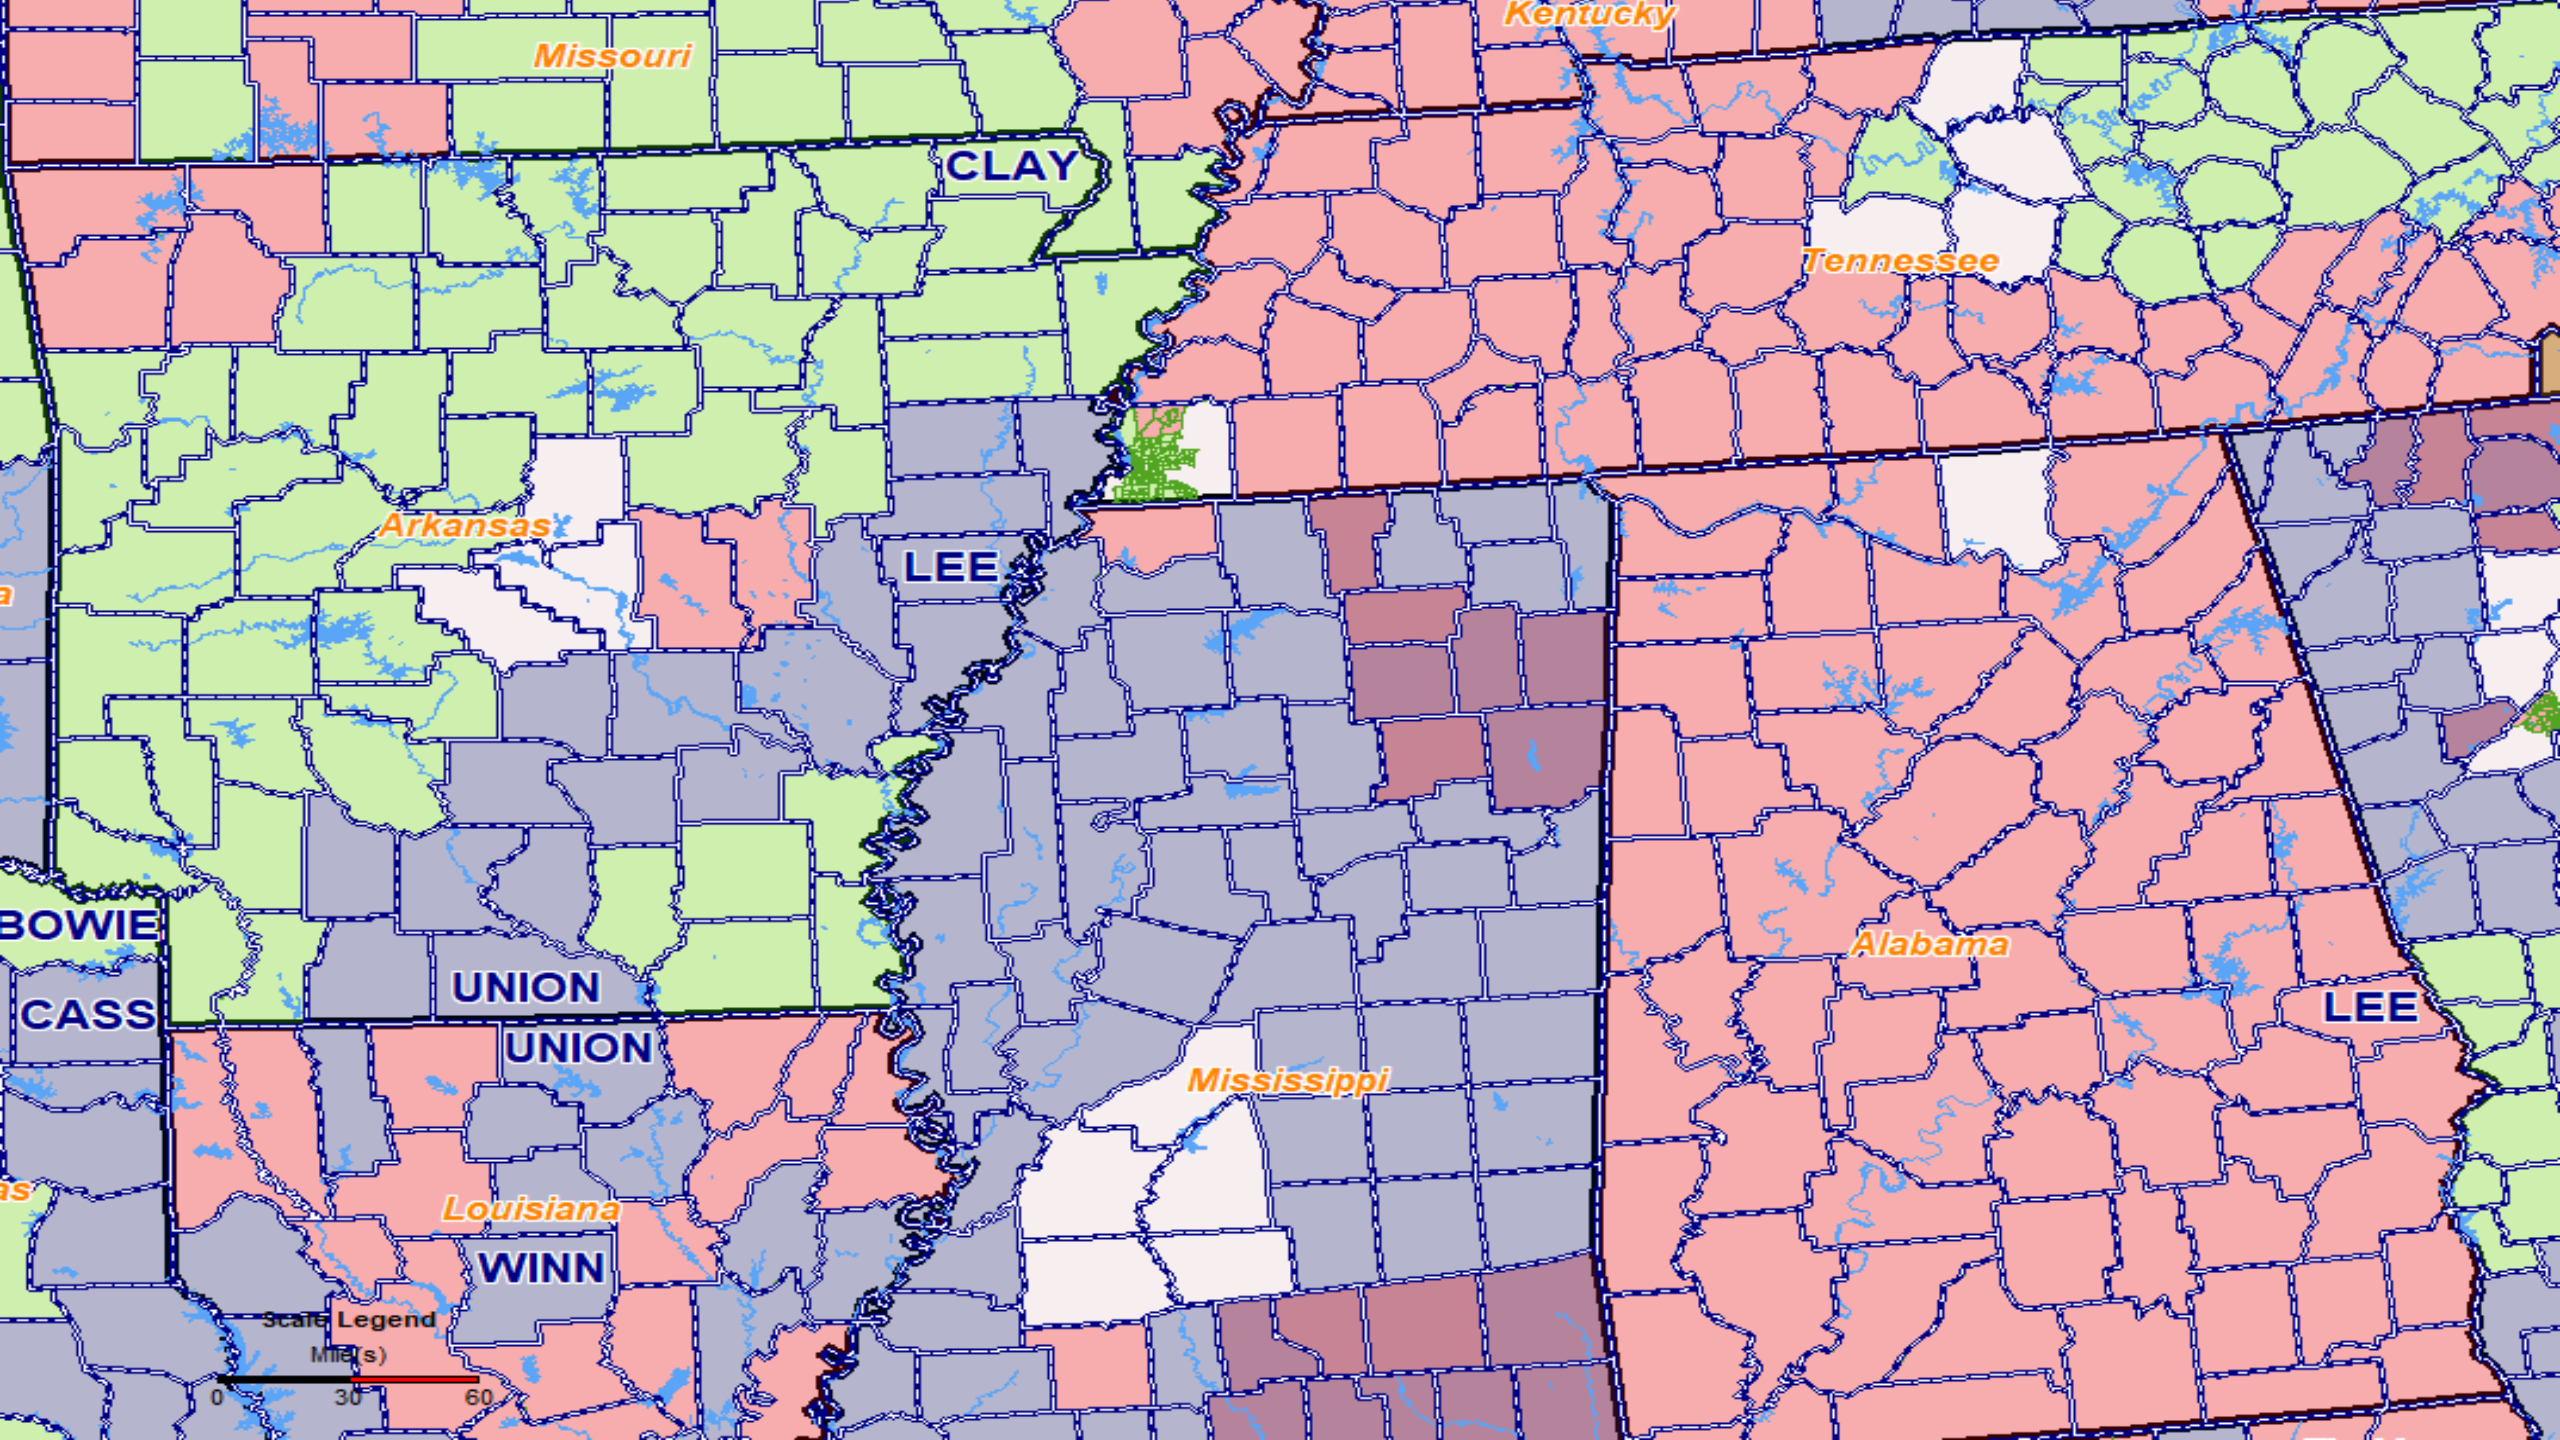 Kentucky
Missouri
CLAY
Tennessee
Arkansas
LEE
a
BOWIE
Alabama
UNION
LEE
CASS
UNION
Mississippi
as
Louisiana
WINN
Scale Legend
Mile(s)
0 30 60